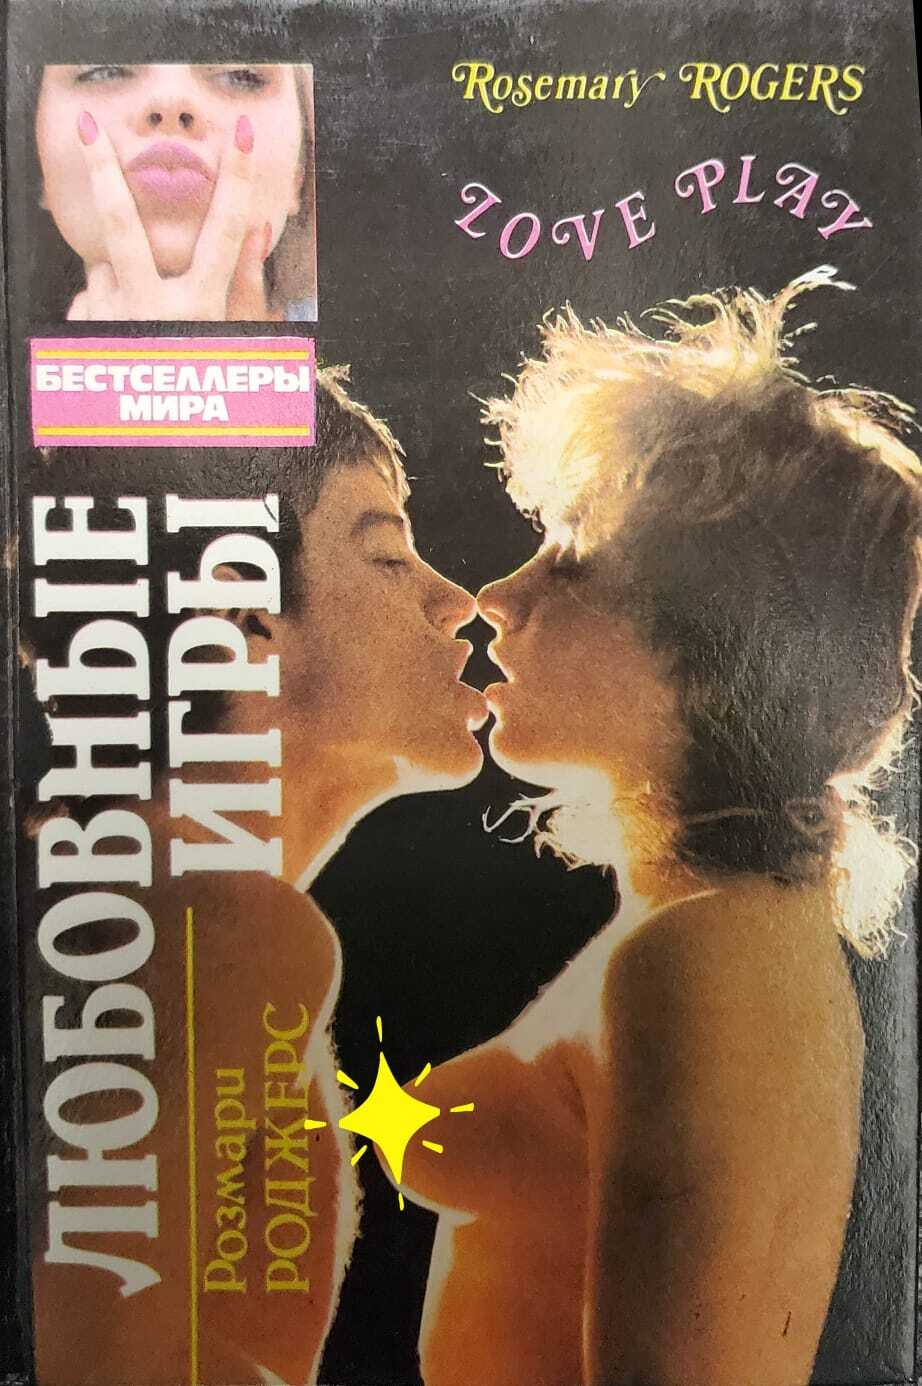 Rosemary ROGERS
LOVE PLAY
БЕСТСЕЛЛЕРЫ
МИРА
ЛЮБОВНЫЕ
ИГРЫ
Розмари
РОДЖЕРС